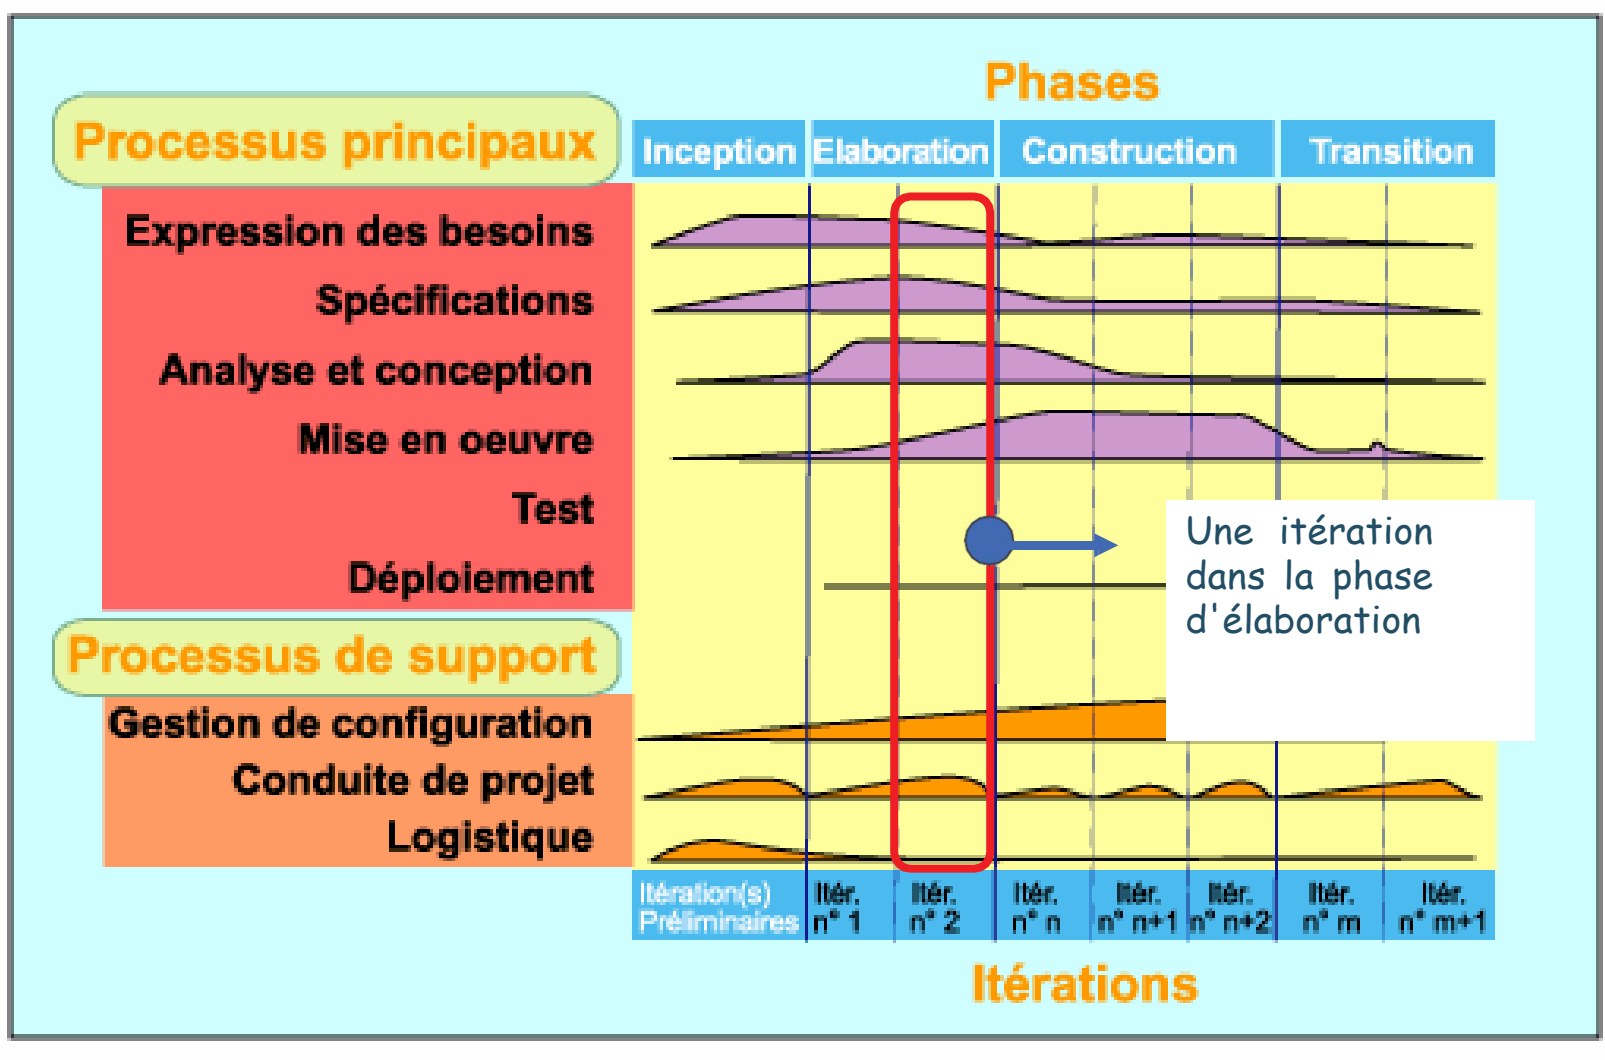 Phases
Processus principaux
Inception Elaboration Construction Transition
Expression des besoins
Spécifications
Analyse et conception
Mise en oeuvre
Test
Déploiement
Une itération
dans la phase
d'élaboration
Processus de support
Gestion de configuration
Conduite de projet
Logistique
Itération(s) Itér. Itér. Itér. Itér. Itér. Itér. Itér.
Préliminaires n° 1 n° 2 n° n n° n+1 n° n+2 n° m n° m+1
Itérations